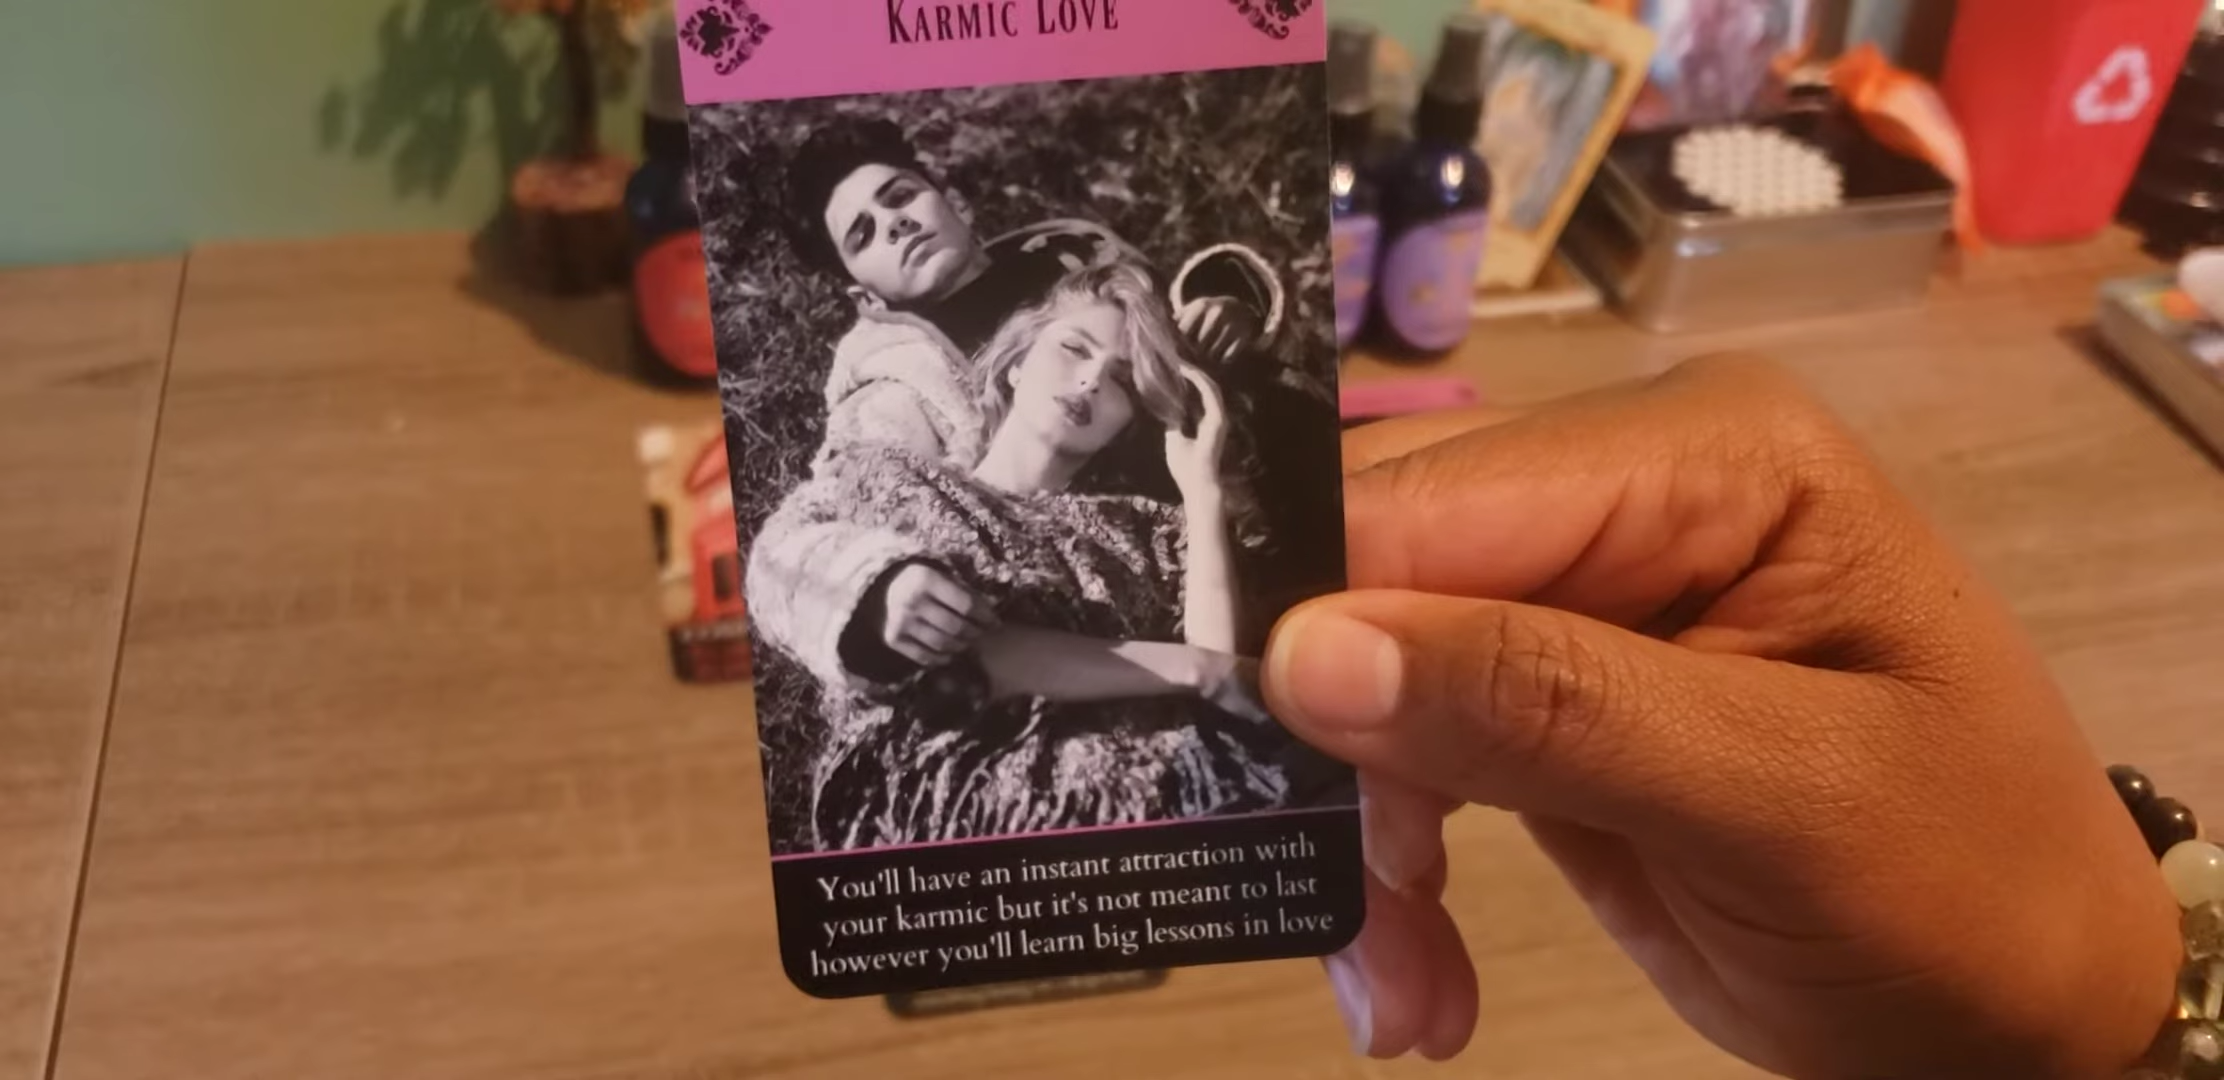 KARMIC LOVE
You'll have an instant attraction with
your karmic but it's not meant to last
however you'll learn big lessons in love